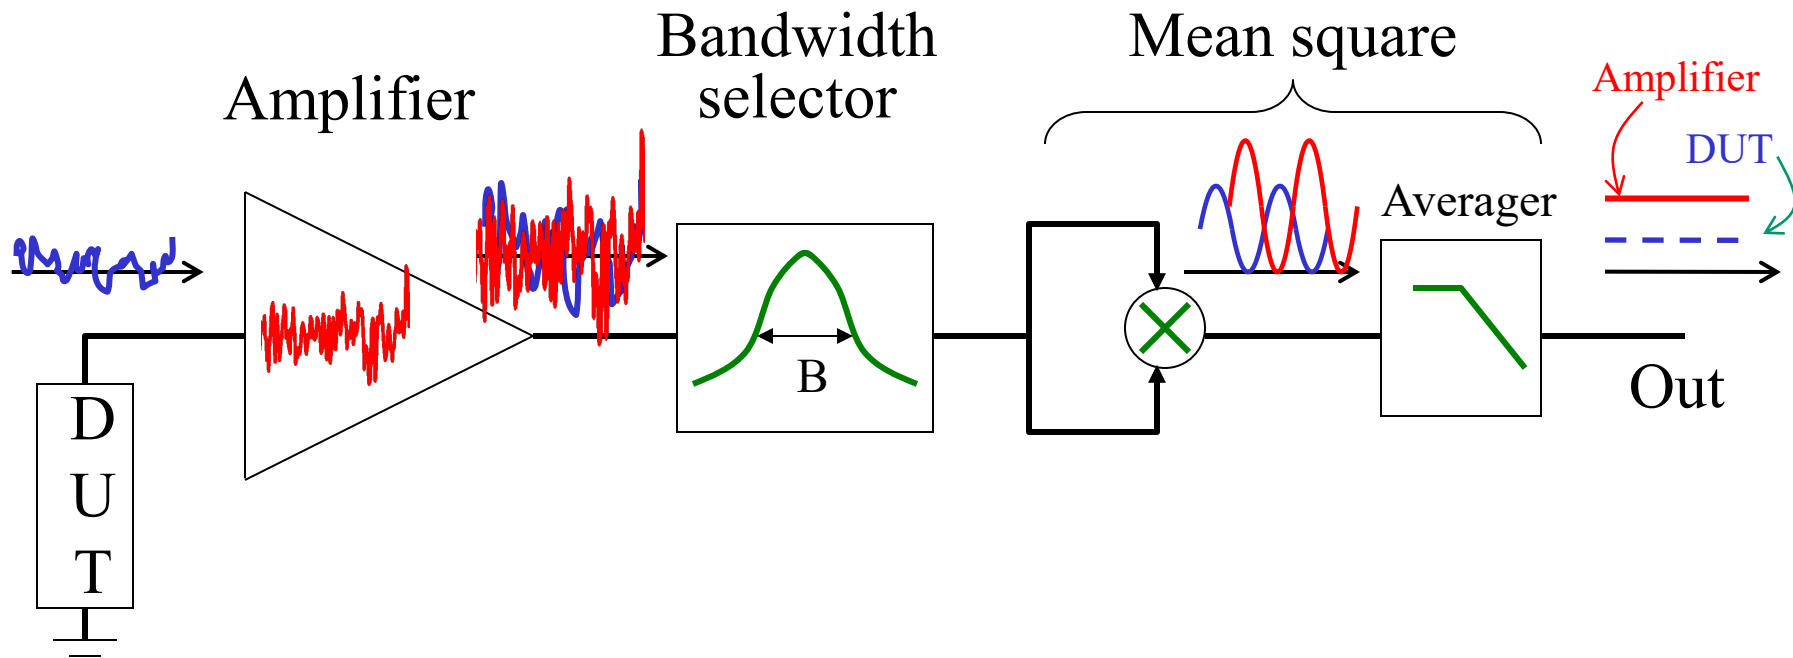 Bandwidth
selector
Mean square
Amplifier
Amplifier
DUT
Averager
B
Out
D
U
T